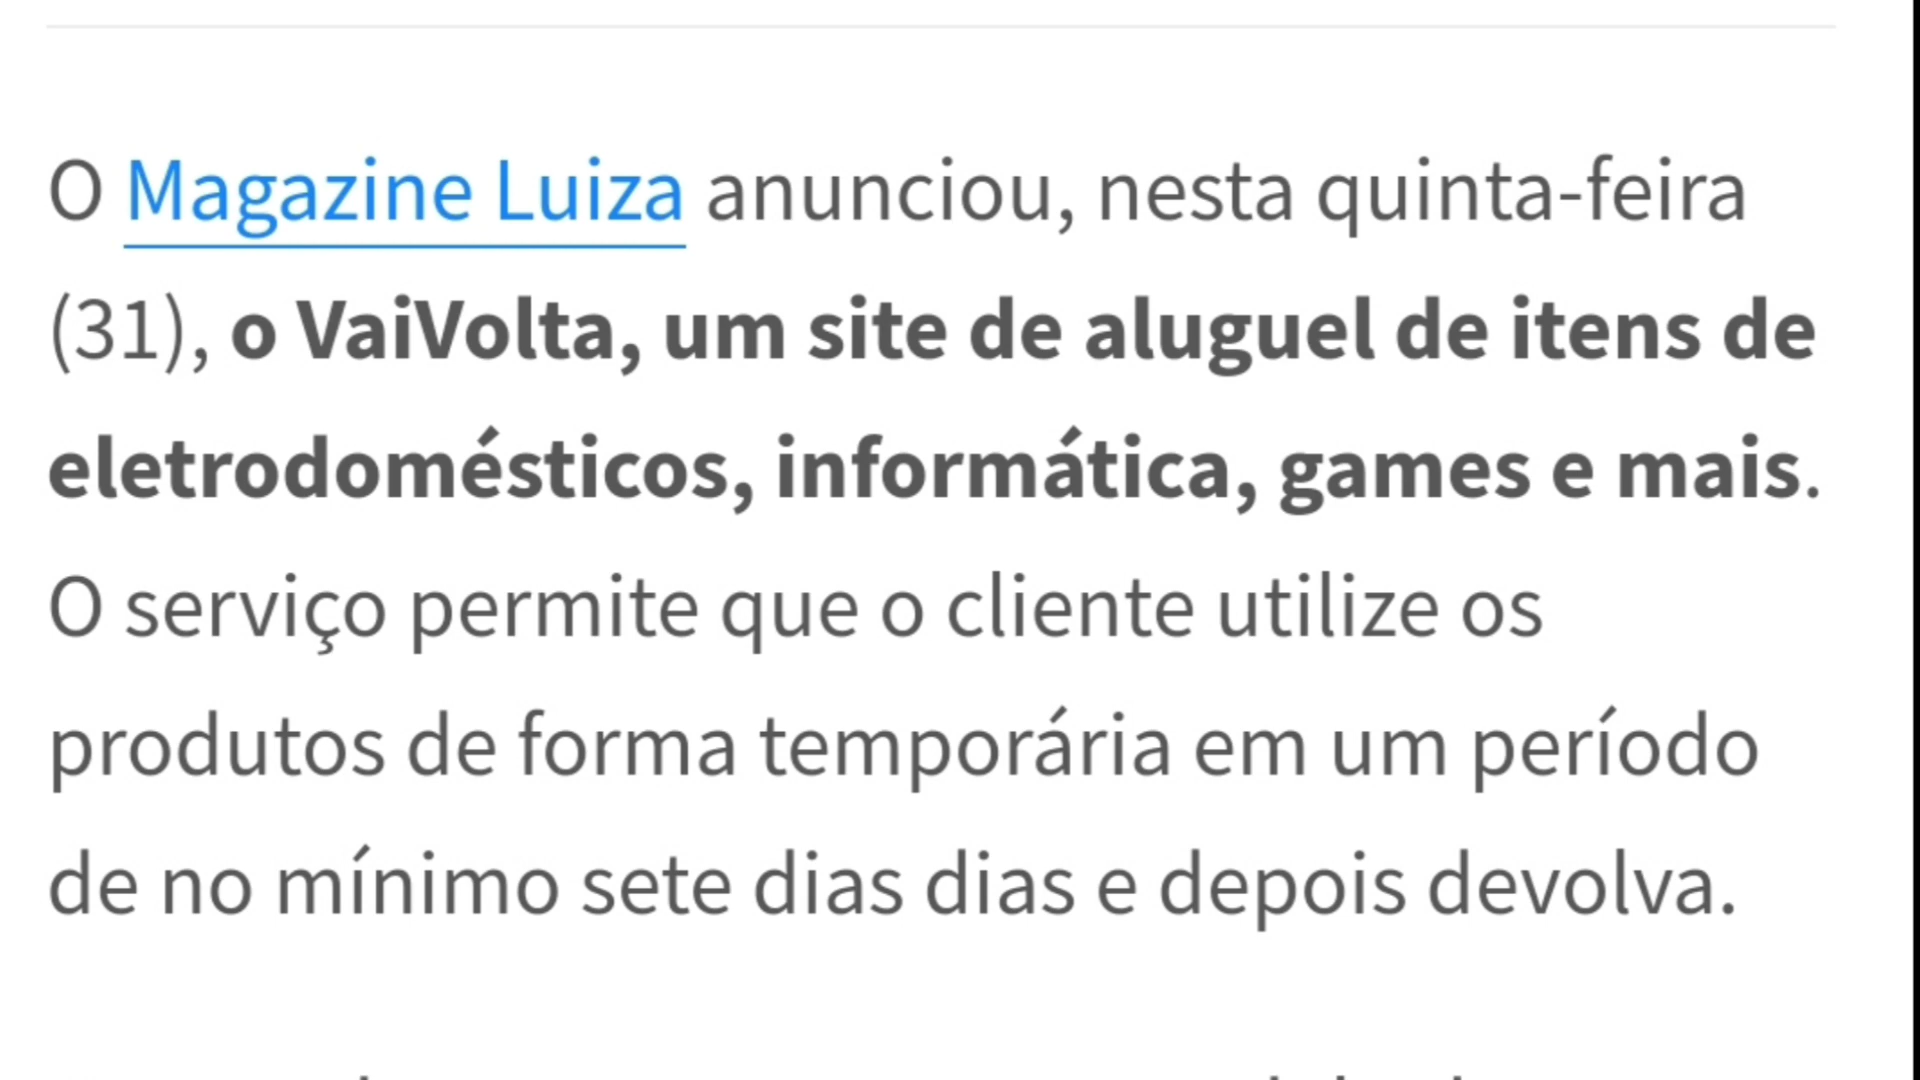 O Magazine Luiza anunciou, nesta quinta-feira
(31), o VaiVolta, um site de aluguel de itens de
eletrodomésticos, informática, games e mais.
O serviço permite que o cliente utilize os
produtos de forma temporária em um período
de no mínimo sete dias dias e depois devolva.